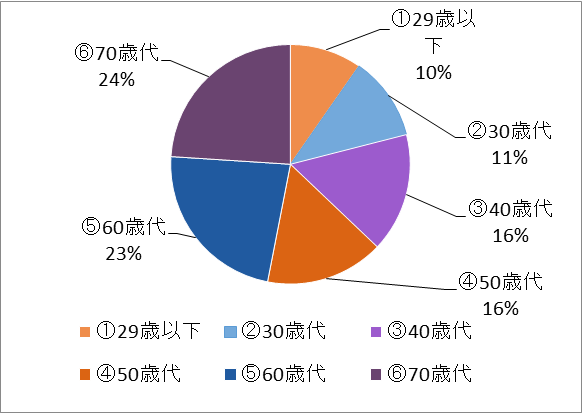 ①29歳以
下
10%
②30歳代
11%
③40歳代
16%
④50歳代
16%
⑤60歳代
23%
⑥70歳代
24%
①29歳以下 ②30歳代 ③40歳代
④50歳代 ⑤60歳代 ⑥70歳代